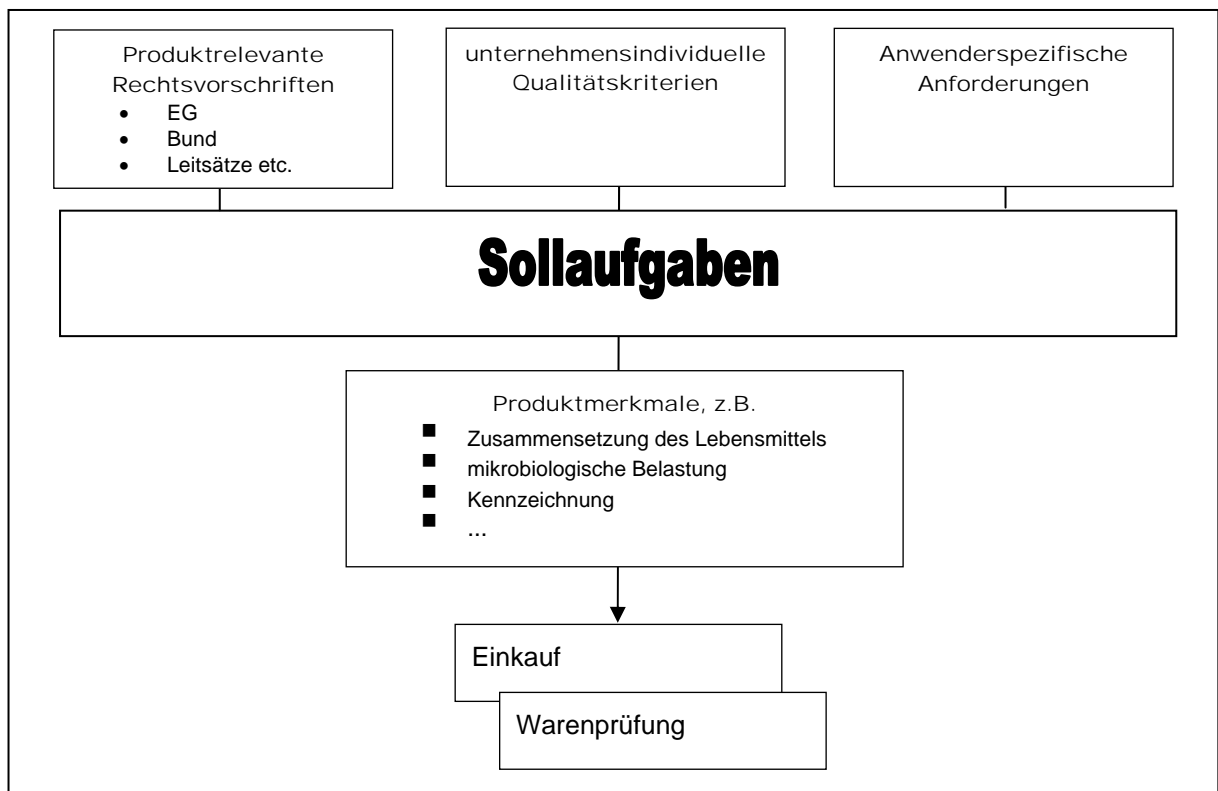 Produktrelevante
Rechtsvorschriften
• EG
• Bund
• Leitsätze etc.
unternehmensindividuelle
Qualitätskriterien
Anwenderspezifische
Anforderungen
Sollaufgaben
Produktmerkmale, z.B.
■ Zusammensetzung des Lebensmittels
■ mikrobiologische Belastung
■ Kennzeichnung
■ ...
Einkauf
Warenprüfung